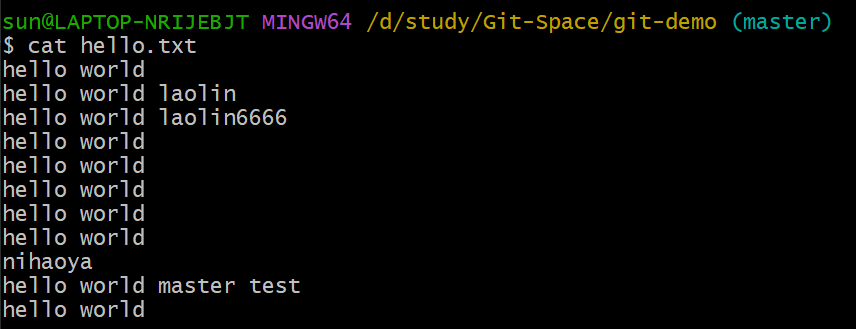 sun@LAPTOP-NRIJEBJT MINGW64 /d/study/Git-Space/git-demo (master)
$ cat hello.txt
hello world
hello world laolin
hello world laolin6666
hello world
hello world
hello world
hello world
hello world
nihaoya
hello world master test
hello world